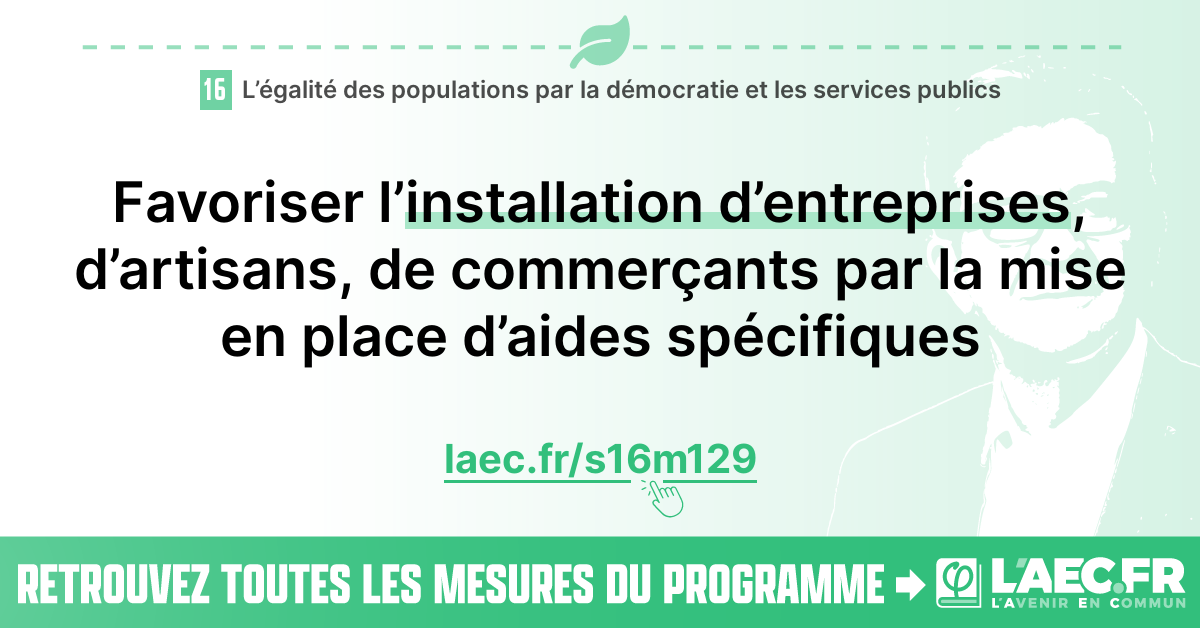 16 L’égalité des populations par la démocratie et les services publics
Favoriser l’installation d’entreprises,
d’artisans, de commerçants par la mise
en place d’aides spécifiques
laec.fr/s16m129
RETROUVEZ TOUTES LES MESURES DU PROGRAMME
φ L'AEC.FR
L'AVENIR EN COMMUN